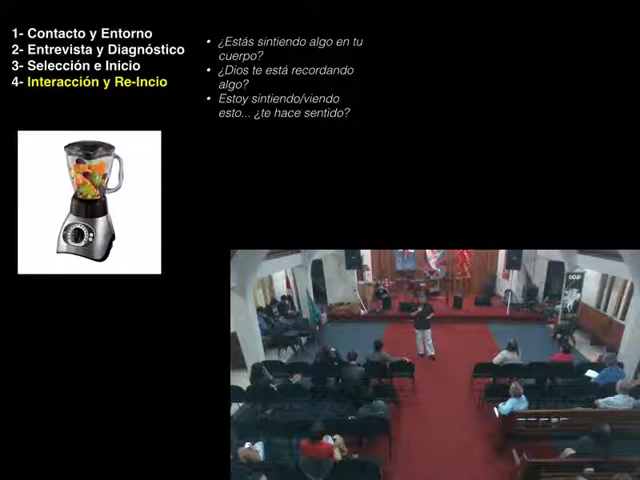 1- Contacto y Entorno
2- Entrevista y Diagnóstico
3- Selección e Inicio
4- Interacción y Re-Incio
• ¿Estás sintiendo algo en tu
cuerpo?
• ¿Dios te está recordando
algo?
• Estoy sintiendo/viendo
esto... ¿te hace sentido?